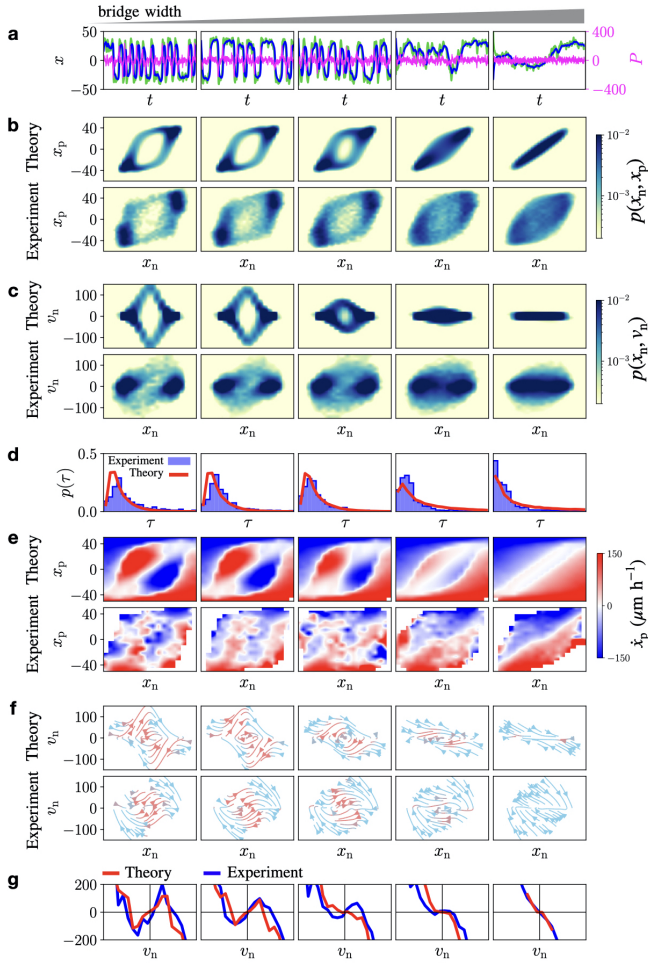 bridge width
a
x
50
0
−50
400
0
−400
P
t t t t t
b
Theory
x_p
40
0
−40
Experiment
x_p
40
0
−40
10^−2
10^−3
p(x_n, x_p)
x_n x_n x_n x_n x_n
c
Theory
v_n
100
0
−100
Experiment
v_n
100
0
−100
10^−2
10^−3
p(x_n, v_n)
x_n x_n x_n x_n x_n
d
p(τ)
0.5
0.0
Experiment
Theory
τ τ τ τ τ
e
Theory
x_p
40
0
−40
Experiment
x_p
40
0
−40
150
0
−150
ẋ_p (μm h^−1)
x_n x_n x_n x_n x_n
f
Theory
v_n
100
0
−100
Experiment
v_n
100
0
−100
x_n x_n x_n x_n x_n
g
Theory Experiment
200
0
−200
v_n v_n v_n v_n v_n